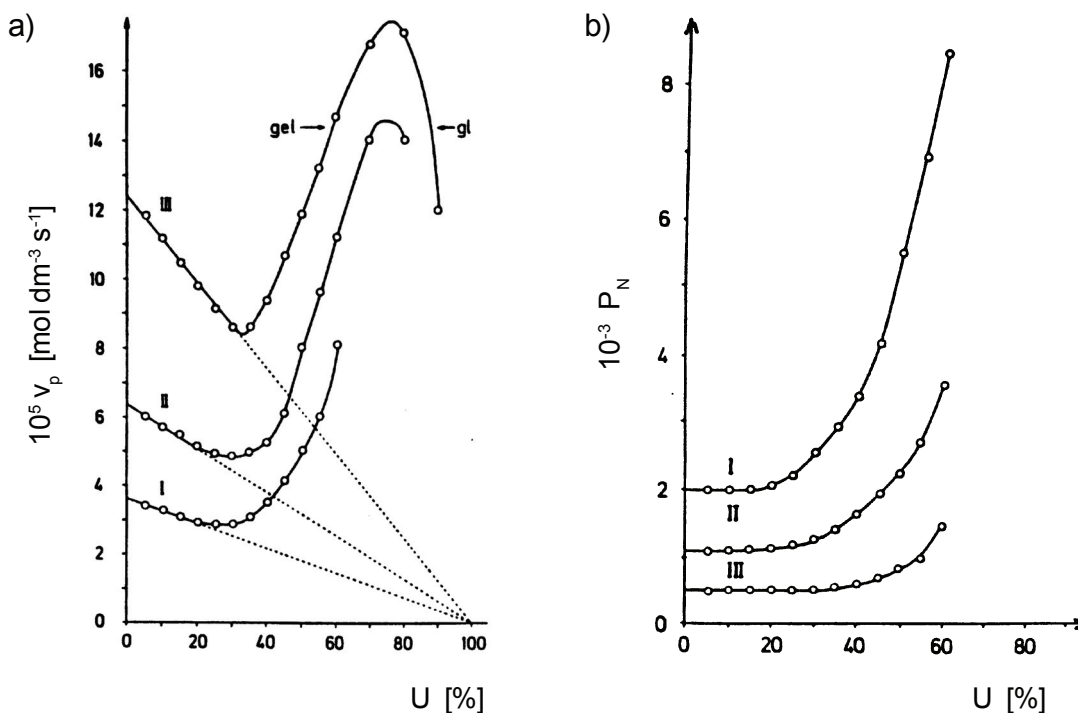 a)
16
14
12
10
8
6
4
2
0
10⁵ vₚ [mol dm⁻³ s⁻¹]
III
II
I
gel
gl
0 20 40 60 80 100
U [%]
b)
8
6
4
2
0
10⁻³ P_N
I
II
III
0 20 40 60 80
U [%]